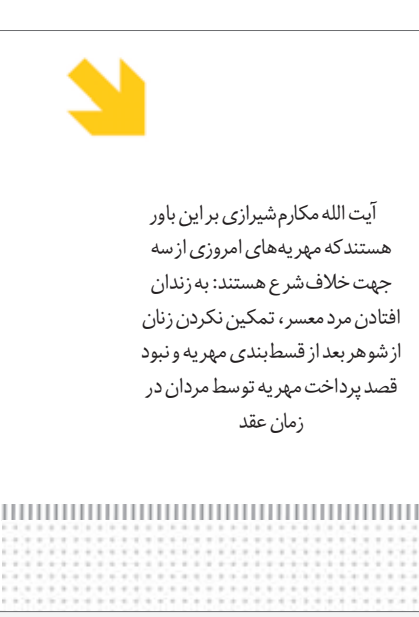 آیت الله مکارم شیرازی بر این باور
هستند که مهریه‌های امروزی از سه
جهت خلاف شرع هستند: به زندان
افتادن مرد معسر، تمکین نکردن زنان
از شوهر بعد از قسط‌بندی مهریه و نبود
قصد پرداخت مهریه توسط مردان در
زمان عقد